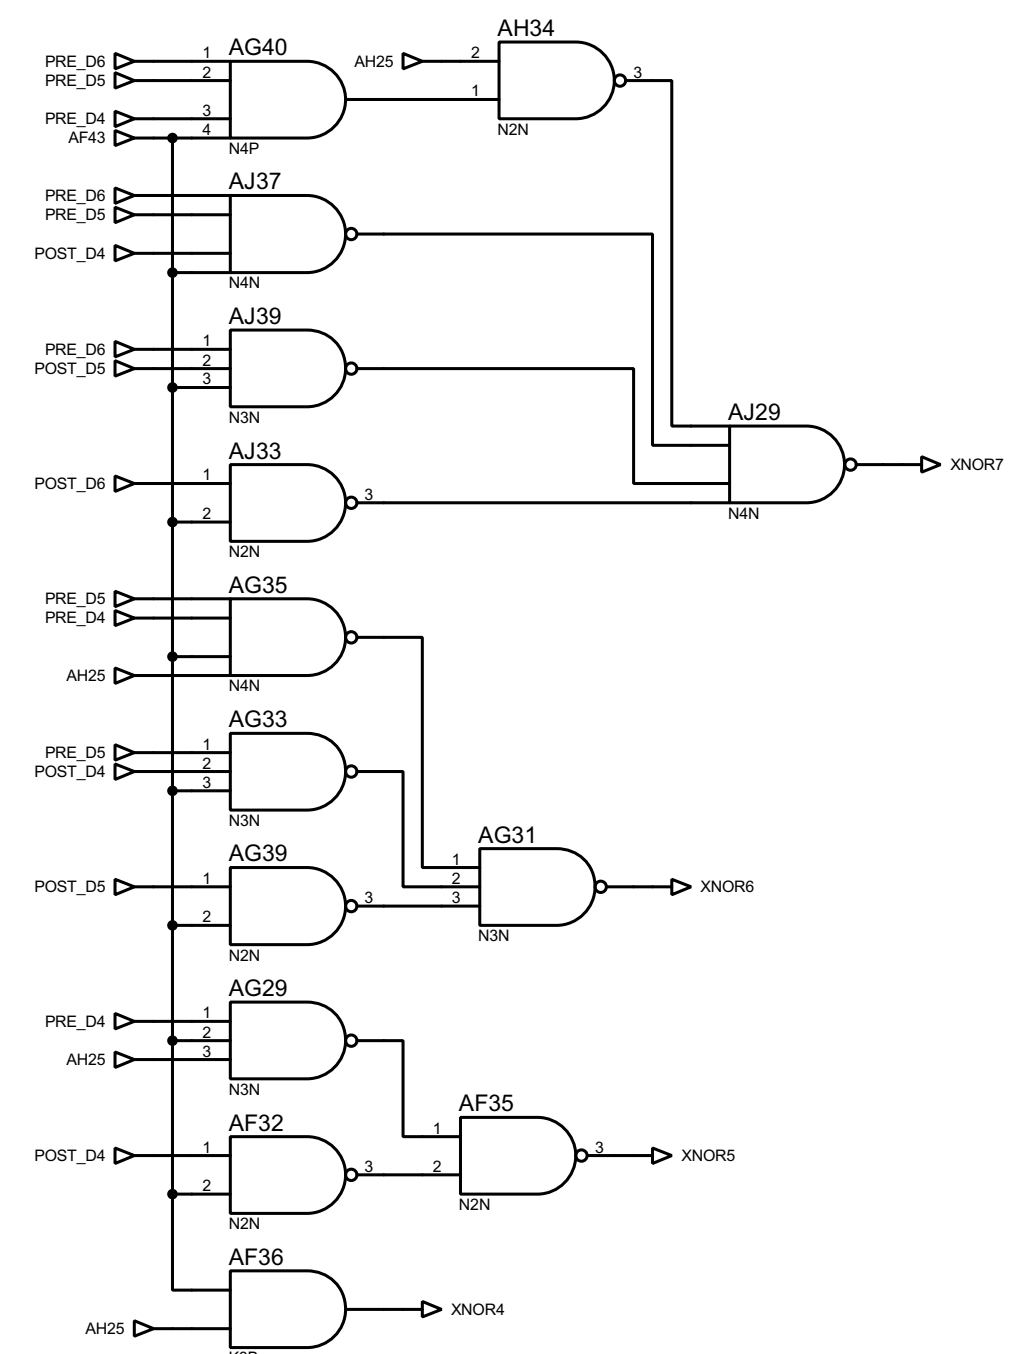 AG40
PRE_D6 1
PRE_D5 2
PRE_D4 3
AF43 4
N4P
AH34
AH25 2
1
3
N2N
AJ37
PRE_D6
PRE_D5
POST_D4
N4N
AJ39
PRE_D6 1
POST_D5 2
3
N3N
AJ33
POST_D6 1
2
3
N2N
AJ29
XNOR7
N4N
AG35
PRE_D5
PRE_D4
AH25
N4N
AG33
PRE_D5 1
POST_D4 2
3
N3N
AG39
POST_D5 1
2
3
N2N
AG31
1
2
3
XNOR6
N3N
AG29
PRE_D4 1
2
AH25 3
N3N
AF32
POST_D4 1
2
3
N2N
AF35
1
2
3
XNOR5
N2N
AF36
XNOR4
AH25